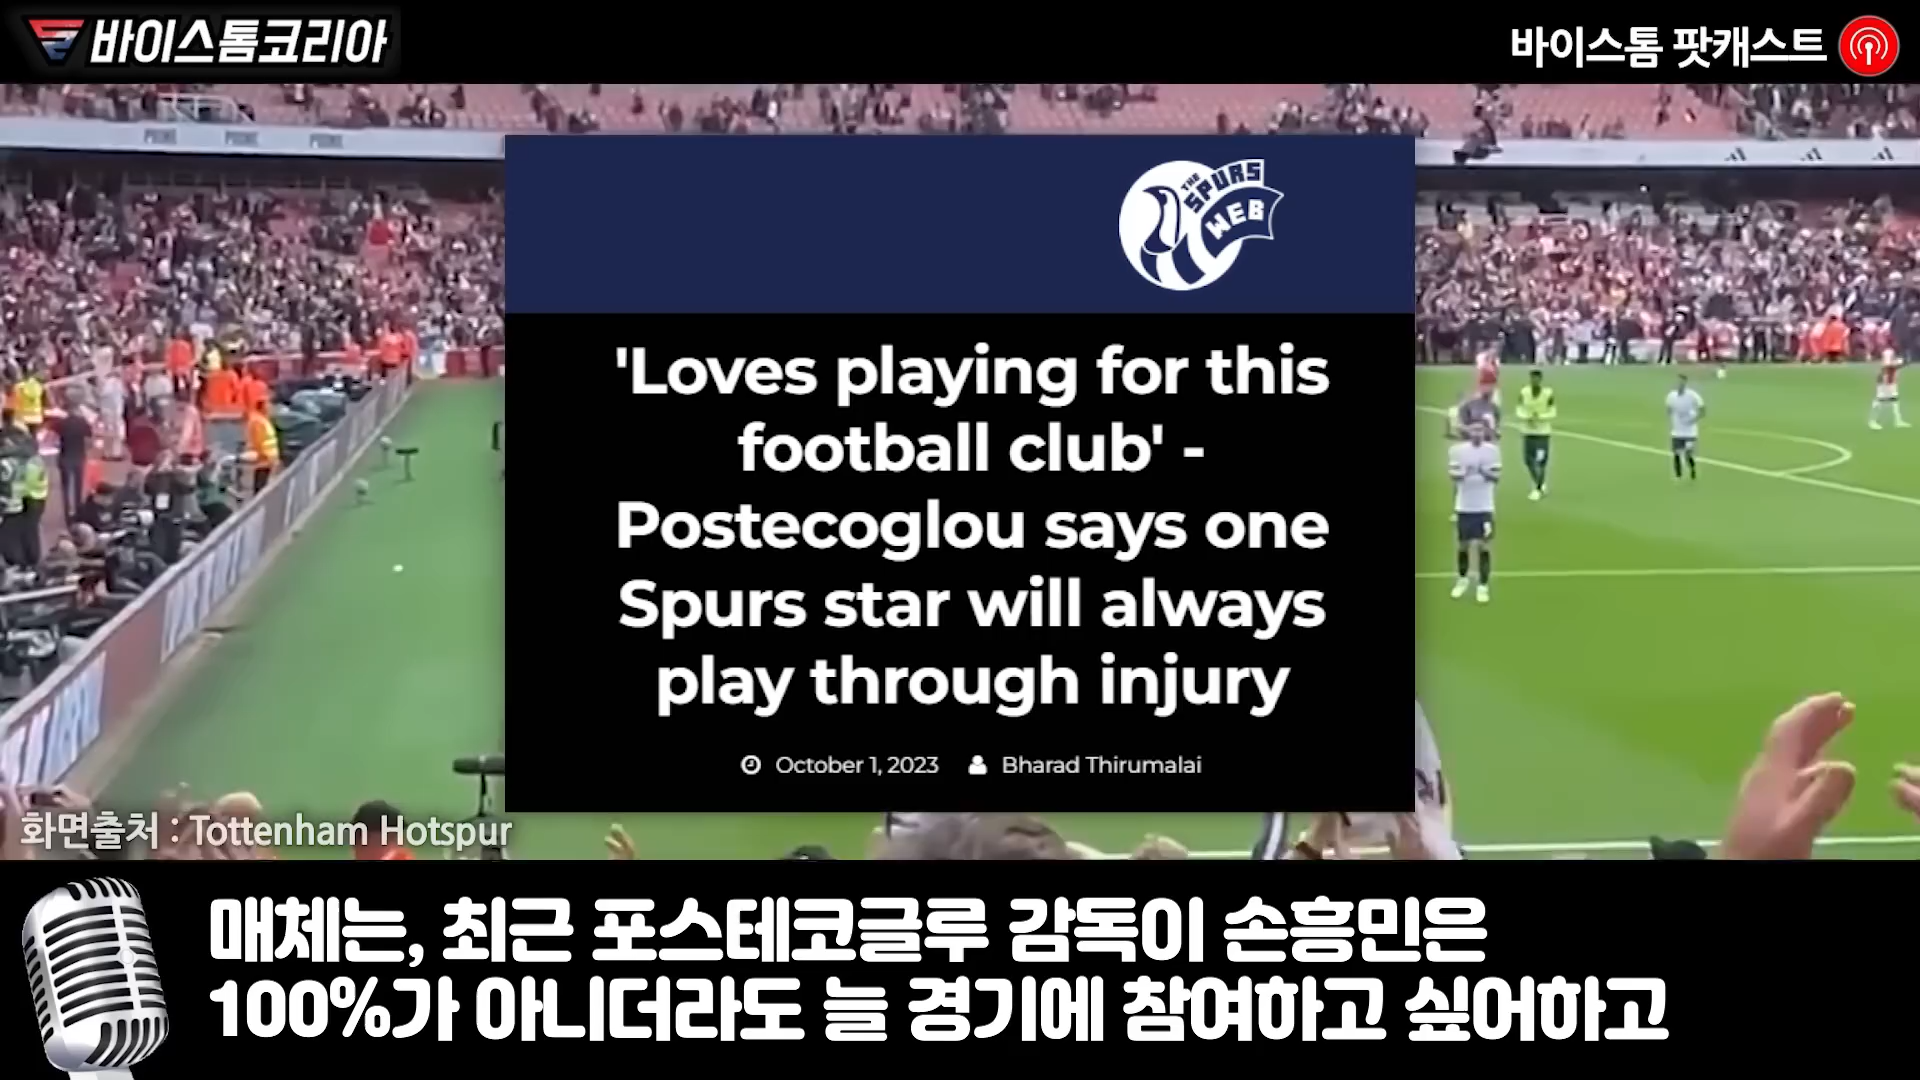 바이스톰코리아
바이스톰 팟캐스트
THE
SPURS
WEB
'Loves playing for this
football club' -
Postecoglou says one
Spurs star will always
play through injury
October 1, 2023 Bharad Thirumalai
화면출처 : Tottenham Hotspur
매체는, 최근 포스테코글루 감독이 손흥민은
100%가 아니더라도 늘 경기에 참여하고 싶어하고